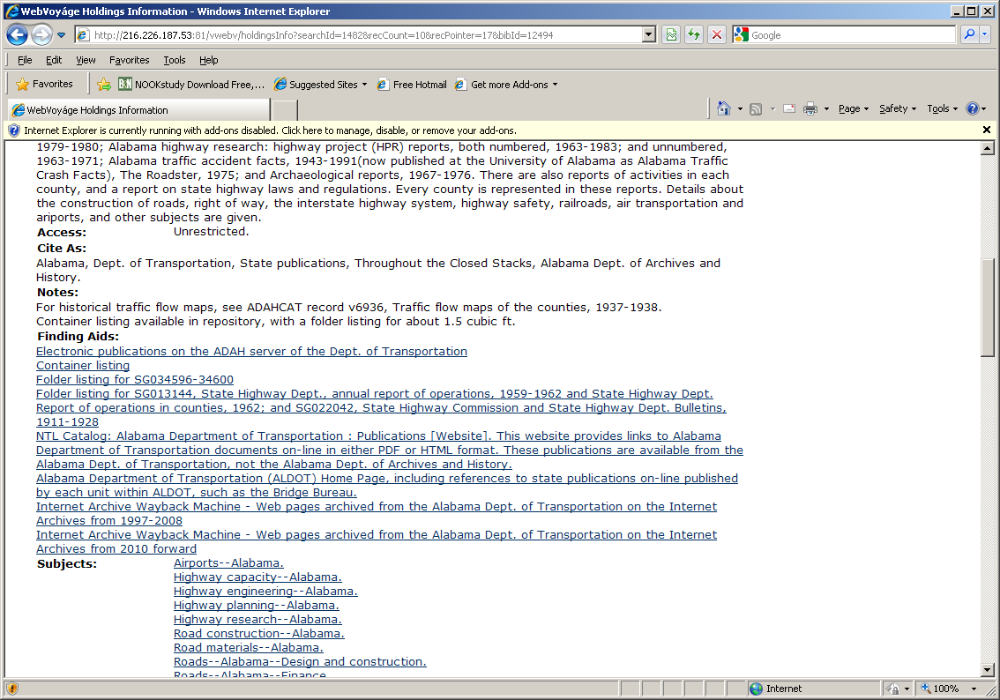 WebVoyáge Holdings Information - Windows Internet Explorer
http://216.226.187.53:81/vwebv/holdingsInfo?searchId=1482&recCount=10&recPointer=17&bibId=12494
Google
File Edit View Favorites Tools Help
Favorites NOOKstudy Download Free,... Suggested Sites Free Hotmail Get more Add-ons
WebVoyáge Holdings Information
Page Safety Tools
Internet Explorer is currently running with add-ons disabled. Click here to manage, disable, or remove your add-ons.
1979-1980; Alabama highway research: highway project (HPR) reports, both numbered, 1963-1983; and unnumbered,
1963-1971; Alabama traffic accident facts, 1943-1991(now published at the University of Alabama as Alabama Traffic
Crash Facts), The Roadster, 1975; and Archaeological reports, 1967-1976. There are also reports of activities in each
county, and a report on state highway laws and regulations. Every county is represented in these reports. Details about
the construction of roads, right of way, the interstate highway system, highway safety, railroads, air transportation and
ariports, and other subjects are given.
Access: Unrestricted.
Cite As:
Alabama, Dept. of Transportation, State publications, Throughout the Closed Stacks, Alabama Dept. of Archives and
History.
Notes:
For historical traffic flow maps, see ADAHCAT record v6936, Traffic flow maps of the counties, 1937-1938.
Container listing available in repository, with a folder listing for about 1.5 cubic ft.
Finding Aids:
Electronic publications on the ADAH server of the Dept. of Transportation
Container listing
Folder listing for SG034596-34600
Folder listing for SG013144, State Highway Dept., annual report of operations, 1959-1962 and State Highway Dept.
Report of operations in counties, 1962; and SG022042, State Highway Commission and State Highway Dept. Bulletins,
1911-1928
NTL Catalog: Alabama Department of Transportation : Publications [Website]. This website provides links to Alabama
Department of Transportation documents on-line in either PDF or HTML format. These publications are available from the
Alabama Dept. of Transportation, not the Alabama Dept. of Archives and History.
Alabama Department of Transportation (ALDOT) Home Page, including references to state publications on-line published
by each unit within ALDOT, such as the Bridge Bureau.
Internet Archive Wayback Machine - Web pages archived from the Alabama Dept. of Transportation on the Internet
Archives from 1997-2008
Internet Archive Wayback Machine - Web pages archived from the Alabama Dept. of Transportation on the Internet
Archives from 2010 forward
Subjects: Airports--Alabama.
Highway capacity--Alabama.
Highway engineering--Alabama.
Highway planning--Alabama.
Highway research--Alabama.
Road construction--Alabama.
Road materials--Alabama.
Roads--Alabama--Design and construction.
Roads--Alabama--Finance
Internet 100%